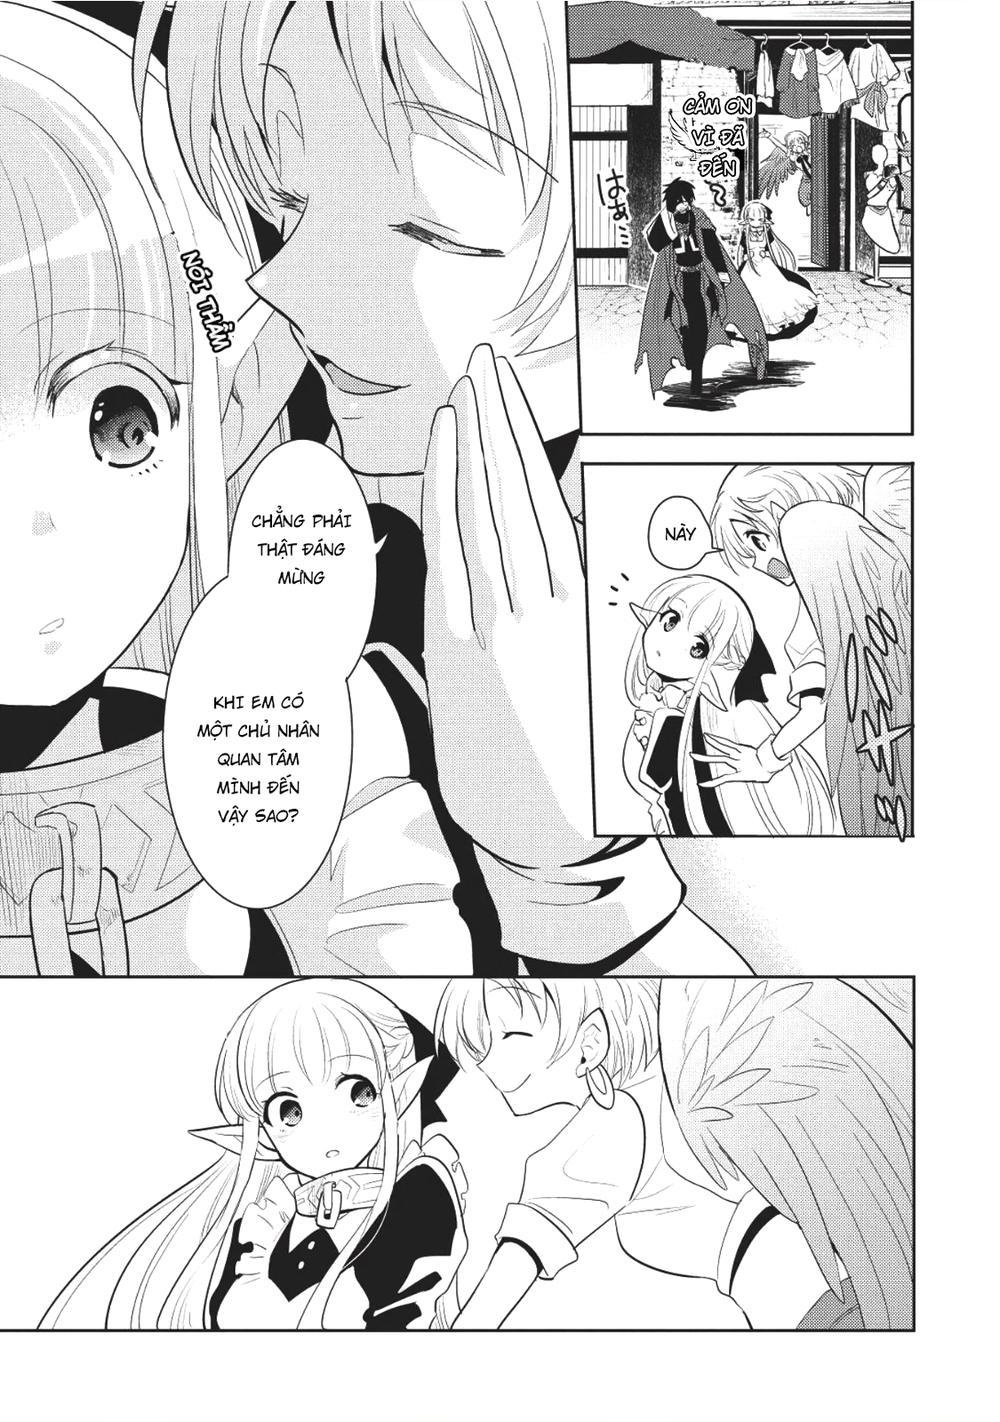 CẢM ƠN
VÌ ĐÃ
ĐẾN
はぁ…
NÀY
NÓI THẦM
CHẲNG PHẢI
THẬT ĐÁNG
MỪNG
KHI EM CÓ
MỘT CHỦ NHÂN
QUAN TÂM
MÌNH ĐẾN
VẬY SAO?